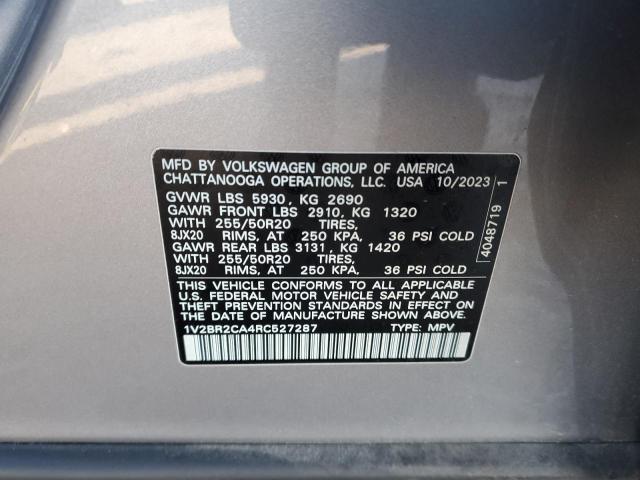 MFD BY VOLKSWAGEN GROUP OF AMERICA
CHATTANOOGA OPERATIONS, LLC. USA 10/2023
GVWR LBS 5930, KG 2690
GAWR FRONT LBS 2910, KG 1320
WITH 255/50R20 TIRES,
8JX20 RIMS, AT 250 KPA, 36 PSI COLD
GAWR REAR LBS 3131, KG 1420
WITH 255/50R20 TIRES,
8JX20 RIMS, AT 250 KPA, 36 PSI COLD
THIS VEHICLE CONFORMS TO ALL APPLICABLE
U.S. FEDERAL MOTOR VEHICLE SAFETY AND
THEFT PREVENTION STANDARDS IN EFFECT ON
THE DATE OF MANUFACTURE SHOWN ABOVE.
1V2BR2CA4RC527287 TYPE: MPV
4048719 1